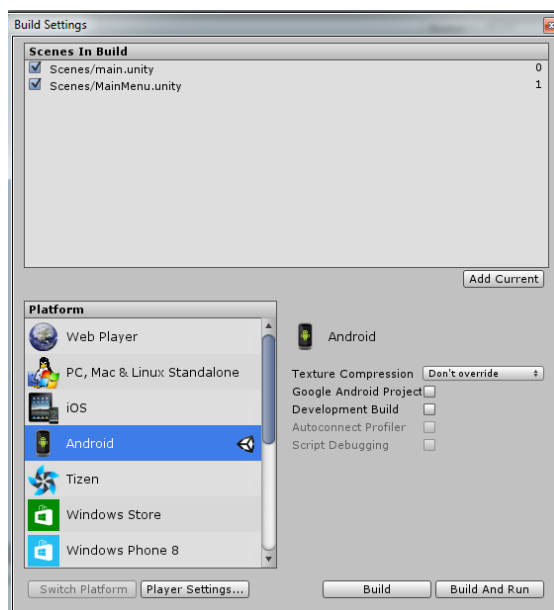 Build Settings
Scenes In Build
Scenes/main.unity 0
Scenes/MainMenu.unity 1
Add Current
Platform
Web Player
PC, Mac & Linux Standalone
iOS
Android
Tizen
Windows Store
Windows Phone 8
Android
Texture Compression Don't override
Google Android Project
Development Build
Autoconnect Profiler
Script Debugging
Switch Platform Player Settings... Build Build And Run